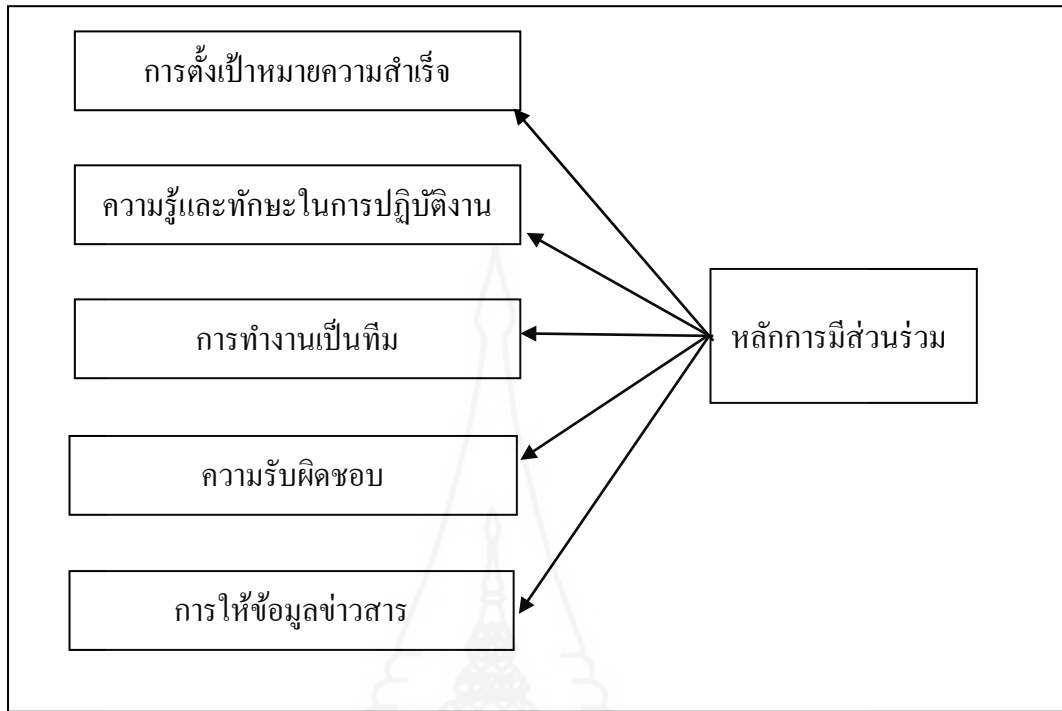 การตั้งเป้าหมายความสำเร็จ
ความรู้และทักษะในการปฏิบัติงาน
การทำงานเป็นทีม
หลักการมีส่วนร่วม
ความรับผิดชอบ
การให้ข้อมูลข่าวสาร